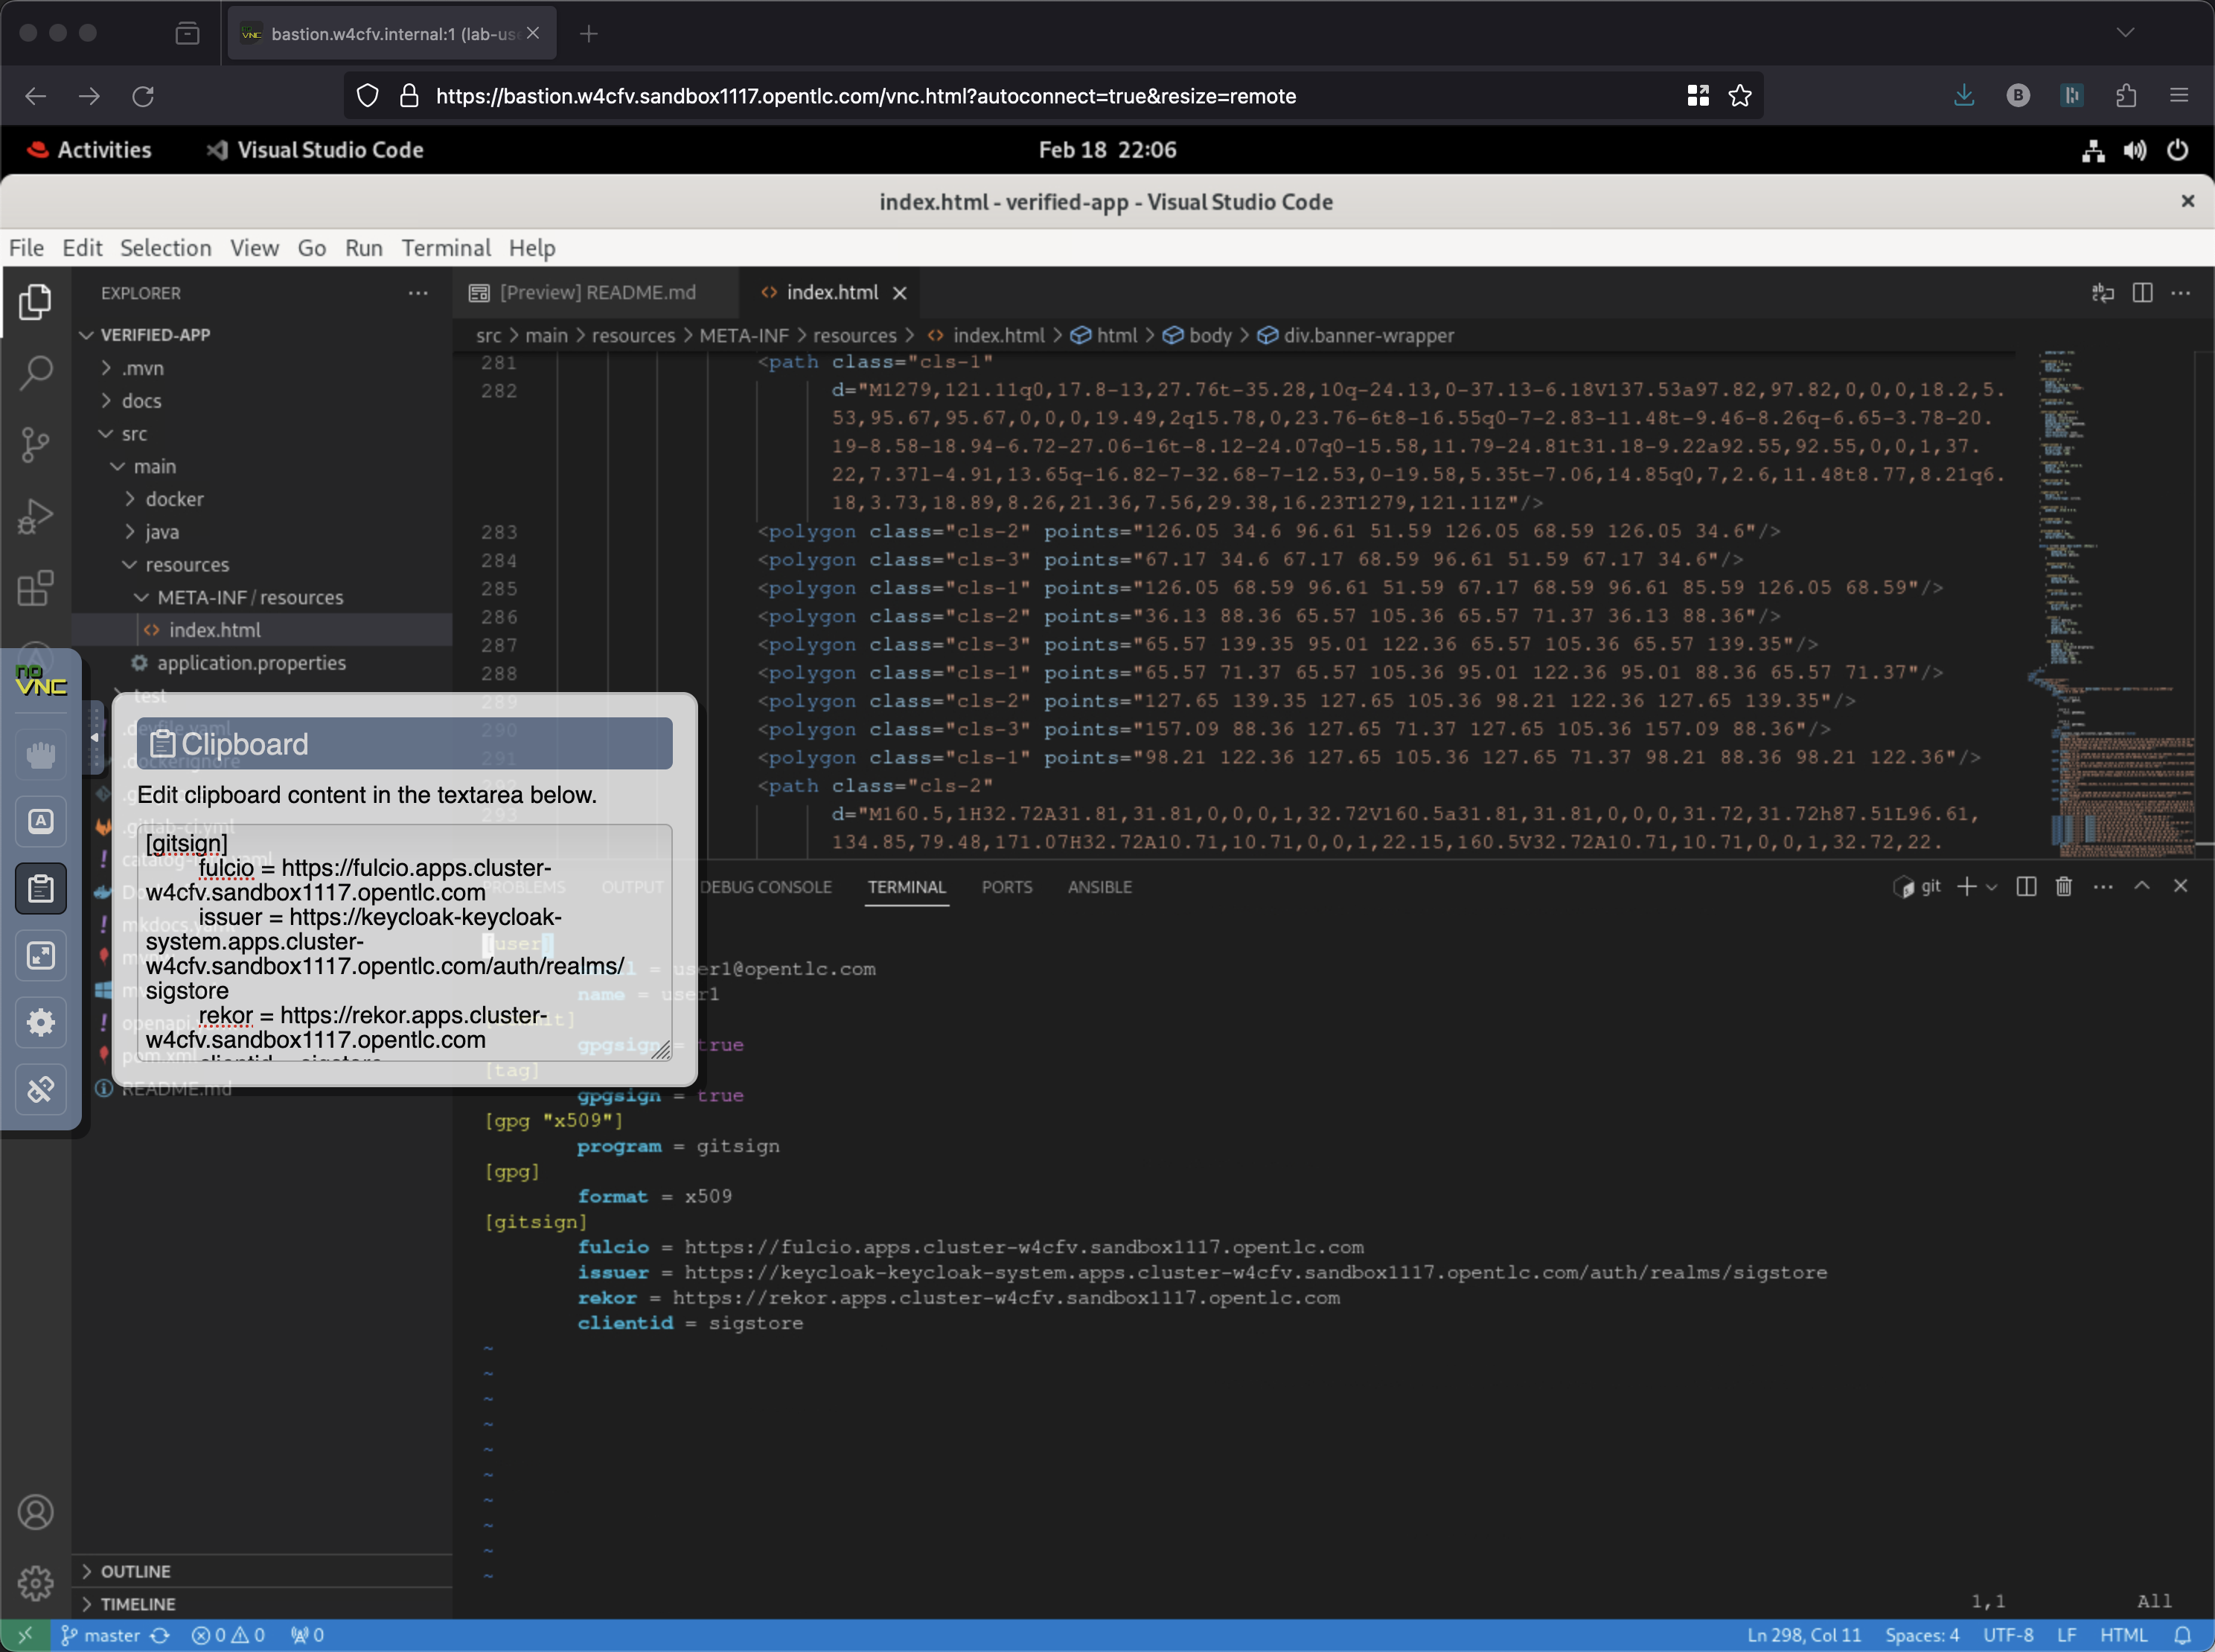 bastion.w4cfv.internal:1 (lab-us
https://bastion.w4cfv.sandbox1117.opentlc.com/vnc.html?autoconnect=true&resize=remote
B
Activities
Visual Studio Code
Feb 18 22:06
index.html - verified-app - Visual Studio Code
File Edit Selection View Go Run Terminal Help
EXPLORER
VERIFIED-APP
.mvn
docs
src
main
docker
java
resources
META-INF / resources
index.html
application.properties
test
.devfile.yaml
.dockerignore
.gitlab-ci.yml
mkdocs.yaml
pom.xml
README.md
OUTLINE
TIMELINE
no
VNC
Clipboard
Edit clipboard content in the textarea below.
[gitsign]
fulcio = https://fulcio.apps.cluster-
w4cfv.sandbox1117.opentlc.com
issuer = https://keycloak-keycloak-
system.apps.cluster-
w4cfv.sandbox1117.opentlc.com/auth/realms/
sigstore
rekor = https://rekor.apps.cluster-
w4cfv.sandbox1117.opentlc.com
clientid = sigstore
[Preview] README.md
index.html
src > main > resources > META-INF > resources > index.html > html > body > div.banner-wrapper
281 <path class="cls-1"
282 d="M1279,121.11q0,17.8-13,27.76t-35.28,10q-24.13,0-37.13-6.18V137.53a97.82,97.82,0,0,0,18.2,5.
53,95.67,95.67,0,0,0,19.49,2q15.78,0,23.76-6t8-16.55q0-7-2.83-11.48t-9.46-8.26q-6.65-3.78-20.
19-8.58-18.94-6.72-27.06-16t-8.12-24.07q0-15.58,11.79-24.81t31.18-9.22a92.55,92.55,0,0,1,37.
22,7.37l-4.91,13.65q-16.82-7-32.68-7-12.53,0-19.58,5.35t-7.06,14.85q0,7,2.6,11.48t8.77,8.21q6.
18,3.73,18.89,8.26,21.36,7.56,29.38,16.23T1279,121.11Z"/>
283 <polygon class="cls-2" points="126.05 34.6 96.61 51.59 126.05 68.59 126.05 34.6"/>
284 <polygon class="cls-3" points="67.17 34.6 67.17 68.59 96.61 51.59 67.17 34.6"/>
285 <polygon class="cls-1" points="126.05 68.59 96.61 51.59 67.17 68.59 96.61 85.59 126.05 68.59"/>
286 <polygon class="cls-2" points="36.13 88.36 65.57 105.36 65.57 71.37 36.13 88.36"/>
287 <polygon class="cls-3" points="65.57 139.35 95.01 122.36 65.57 105.36 65.57 139.35"/>
288 <polygon class="cls-1" points="65.57 71.37 65.57 105.36 95.01 122.36 95.01 88.36 65.57 71.37"/>
289 <polygon class="cls-2" points="127.65 139.35 127.65 105.36 98.21 122.36 127.65 139.35"/>
290 <polygon class="cls-3" points="157.09 88.36 127.65 71.37 127.65 105.36 157.09 88.36"/>
291 <polygon class="cls-1" points="98.21 122.36 127.65 105.36 127.65 71.37 98.21 88.36 98.21 122.36"/>
<path class="cls-2"
293 d="M160.5,1H32.72A31.81,31.81,0,0,0,1,32.72V160.5a31.81,31.81,0,0,0,31.72,31.72h87.51L96.61,
134.85,79.48,171.07H32.72A10.71,10.71,0,0,1,22.15,160.5V32.72A10.71,10.71,0,0,1,32.72,22.
PROBLEMS OUTPUT DEBUG CONSOLE TERMINAL PORTS ANSIBLE
git
[user]
= user1@opentlc.com
name = user1
gpgsign = true
[tag]
gpgsign = true
[gpg "x509"]
program = gitsign
[gpg]
format = x509
[gitsign]
fulcio = https://fulcio.apps.cluster-w4cfv.sandbox1117.opentlc.com
issuer = https://keycloak-keycloak-system.apps.cluster-w4cfv.sandbox1117.opentlc.com/auth/realms/sigstore
rekor = https://rekor.apps.cluster-w4cfv.sandbox1117.opentlc.com
clientid = sigstore
~
~
~
~
~
~
~
~
~
~
1,1 All
master 0 0 0
Ln 298, Col 11 Spaces: 4 UTF-8 LF HTML